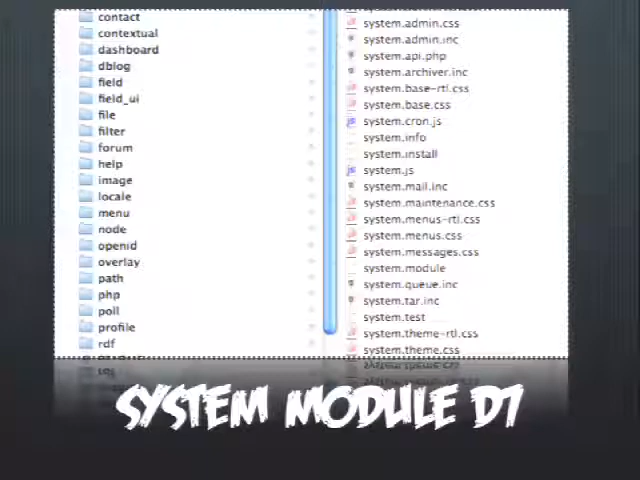 contact
contextual
dashboard
dblog
field
field_ui
file
filter
forum
help
image
locale
menu
node
openid
overlay
path
php
poll
profile
rdf
system.admin.css
system.admin.inc
system.api.php
system.archiver.inc
system.base-rtl.css
system.base.css
system.cron.js
system.info
system.install
system.js
system.mail.inc
system.maintenance.css
system.menus-rtl.css
system.menus.css
system.messages.css
system.module
system.queue.inc
system.tar.inc
system.test
system.theme-rtl.css
system.theme.css
SYSTEM MODULE D7